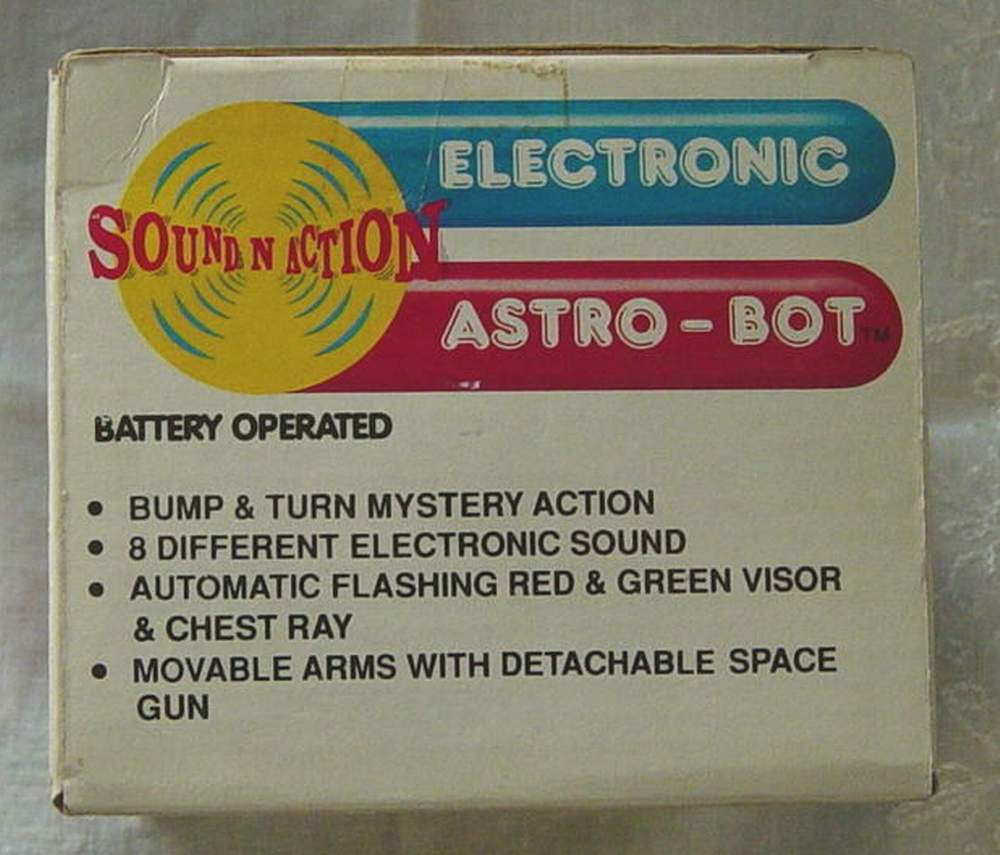 ELECTRONIC
SOUND N ACTION
ASTRO-BOT™
BATTERY OPERATED
• BUMP & TURN MYSTERY ACTION
• 8 DIFFERENT ELECTRONIC SOUND
• AUTOMATIC FLASHING RED & GREEN VISOR
& CHEST RAY
• MOVABLE ARMS WITH DETACHABLE SPACE
GUN